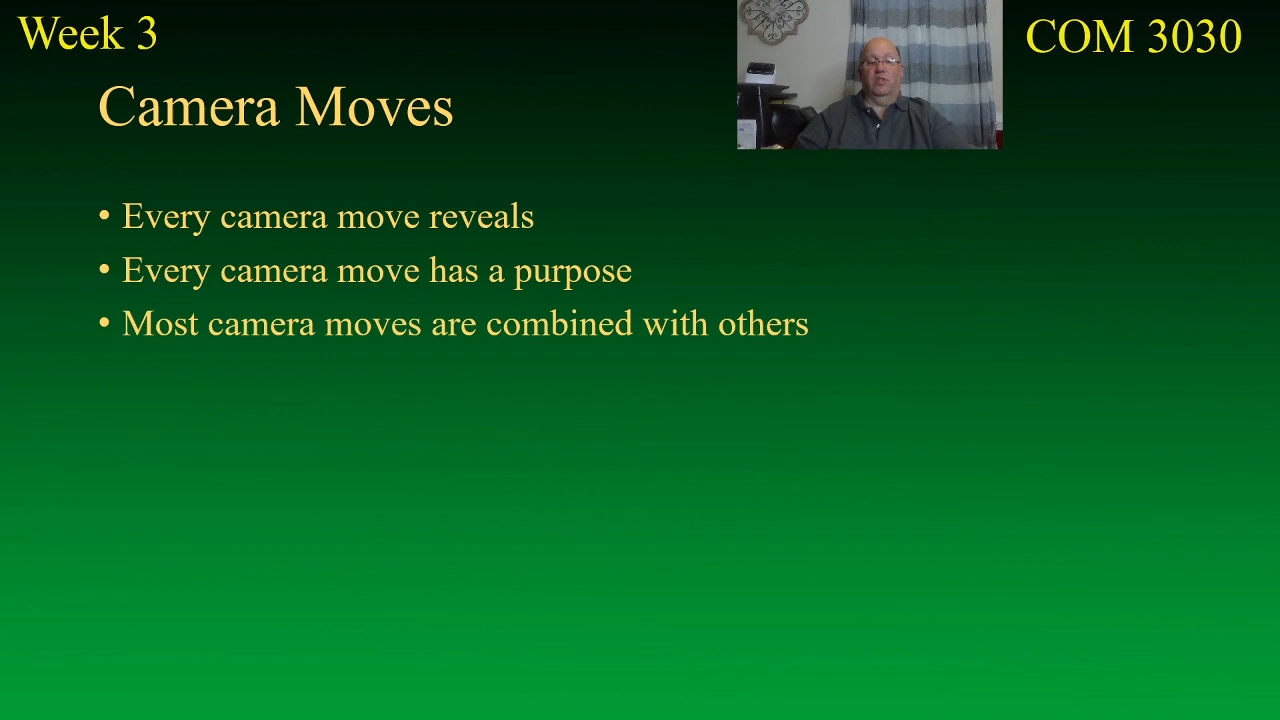 Week 3
COM 3030
Camera Moves
• Every camera move reveals
• Every camera move has a purpose
• Most camera moves are combined with others